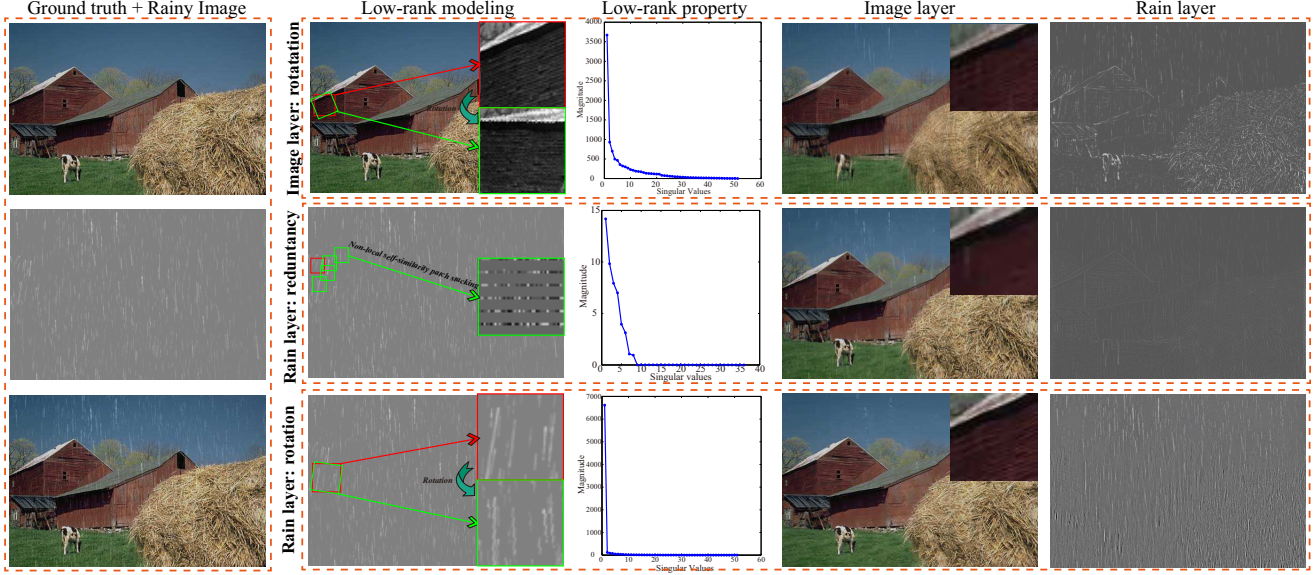 Ground truth + Rainy Image
Low-rank modeling
Low-rank property
Image layer
Rain layer
Image layer: rotatation
Rotation
Magnitude
4000
3500
3000
2500
2000
1500
1000
500
0
0 10 20 30 40 50 60
Singular Values
Rain layer: reduntancy
Non-local self-similarity patch stacking
Magnitude
15
10
5
0
0 5 10 15 20 25 30 35 40
Singular values
Rain layer: rotation
Rotation
Magnitude
7000
6000
5000
4000
3000
2000
1000
0
0 10 20 30 40 50 60
Singular Values